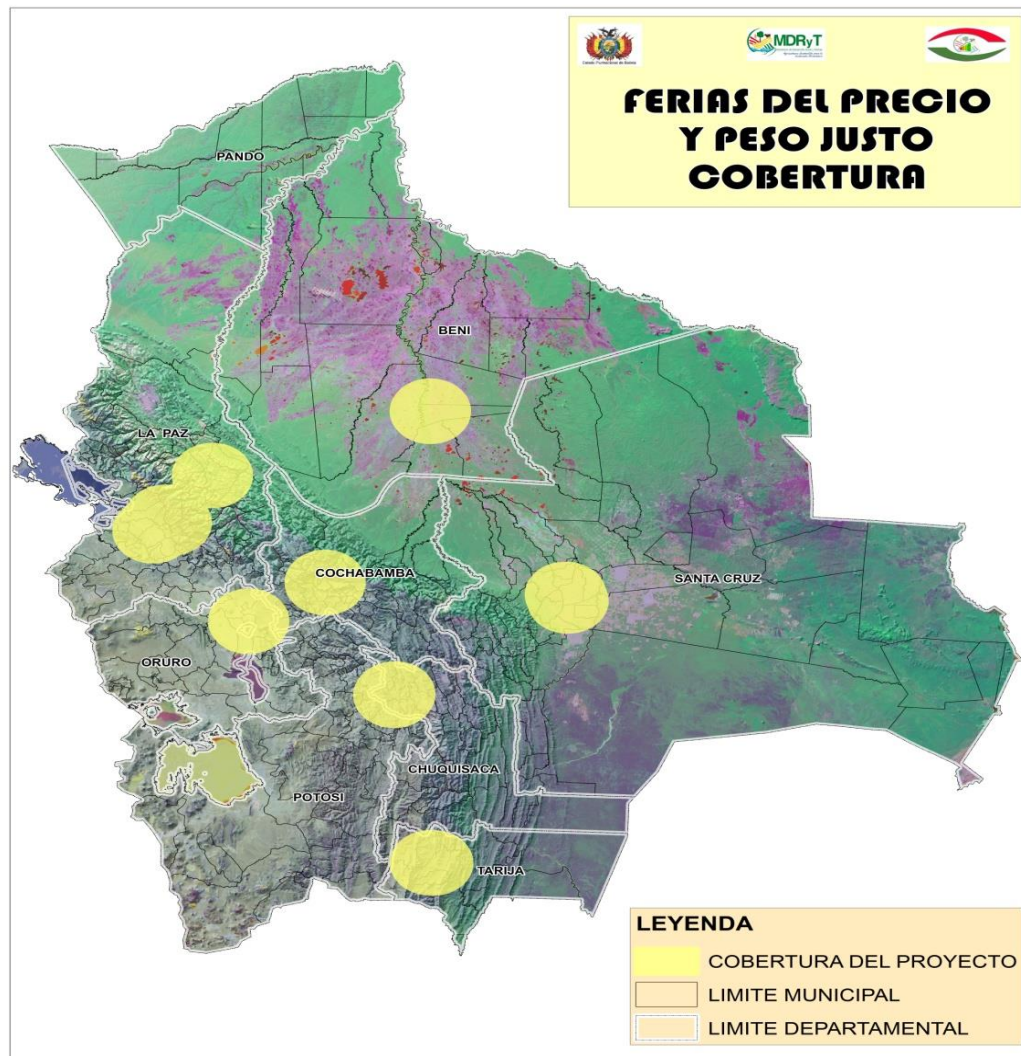 MDRyT
FERIAS DEL PRECIO
Y PESO JUSTO
COBERTURA
PANDO
BENI
LA PAZ
COCHABAMBA
SANTA CRUZ
ORURO
CHUQUISACA
POTOSI
TARIJA
LEYENDA
COBERTURA DEL PROYECTO
LIMITE MUNICIPAL
LIMITE DEPARTAMENTAL